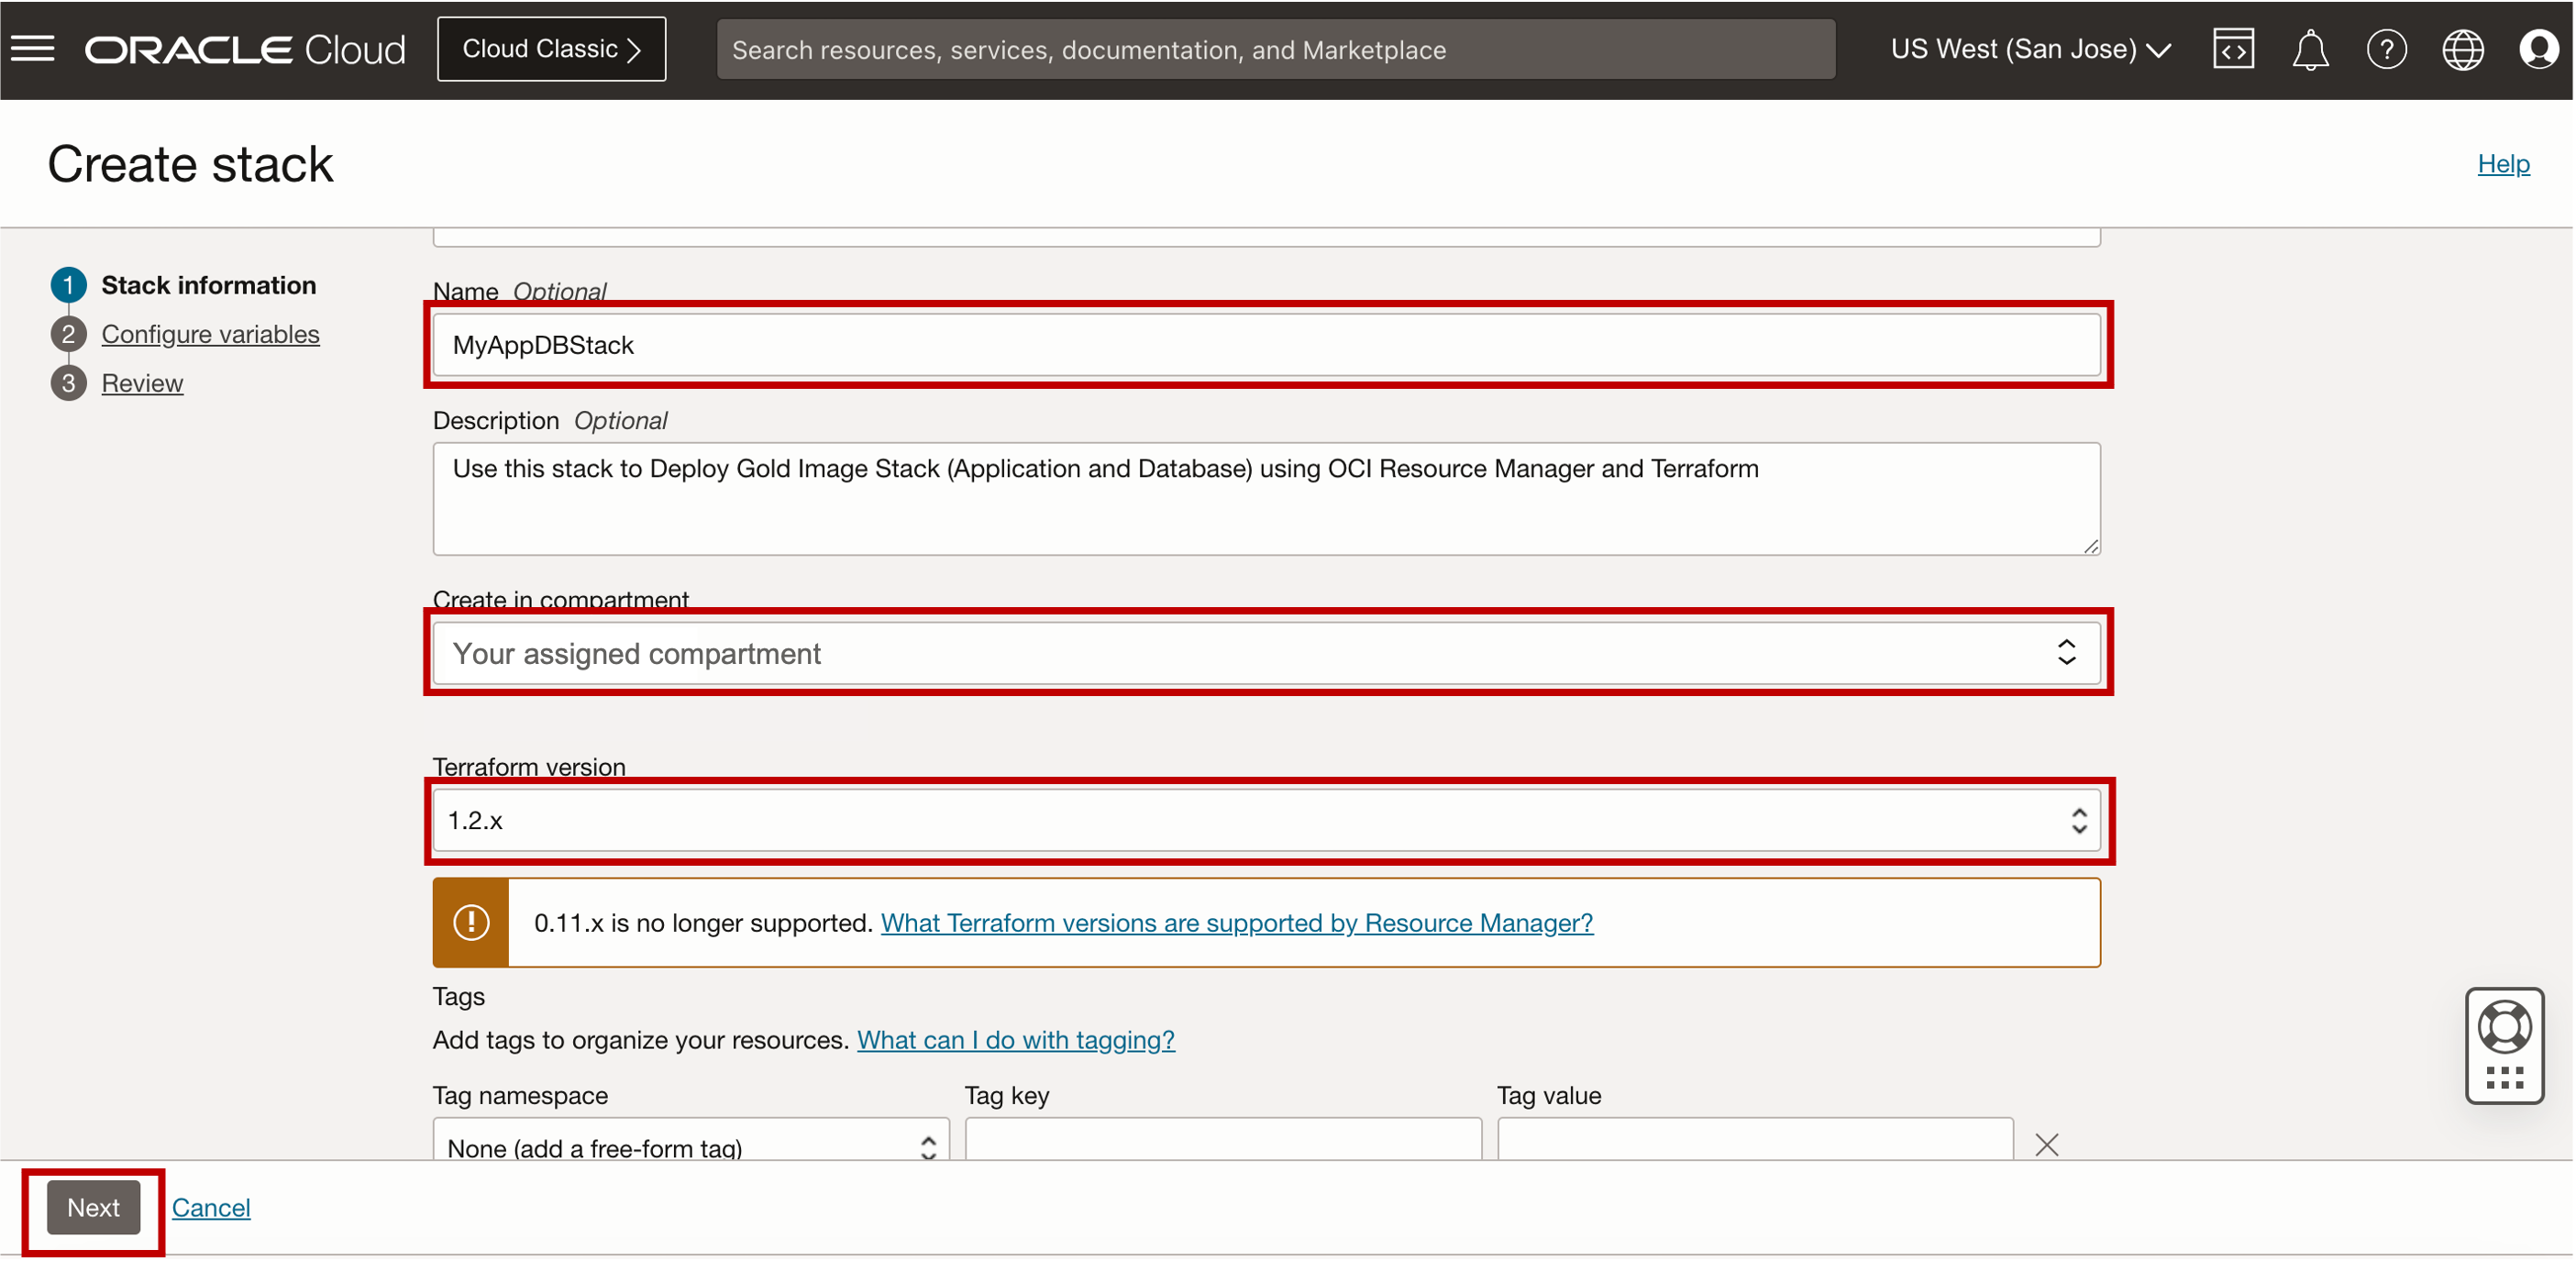 ORACLE Cloud
Cloud Classic
Search resources, services, documentation, and Marketplace
US West (San Jose)
Create stack
Help
1 Stack information
2 Configure variables
3 Review
Name Optional
MyAppDBStack
Description Optional
Use this stack to Deploy Gold Image Stack (Application and Database) using OCI Resource Manager and Terraform
Create in compartment
Your assigned compartment
Terraform version
1.2.x
0.11.x is no longer supported. What Terraform versions are supported by Resource Manager?
Tags
Add tags to organize your resources. What can I do with tagging?
Tag namespace Tag key Tag value
None (add a free-form tag)
Next Cancel